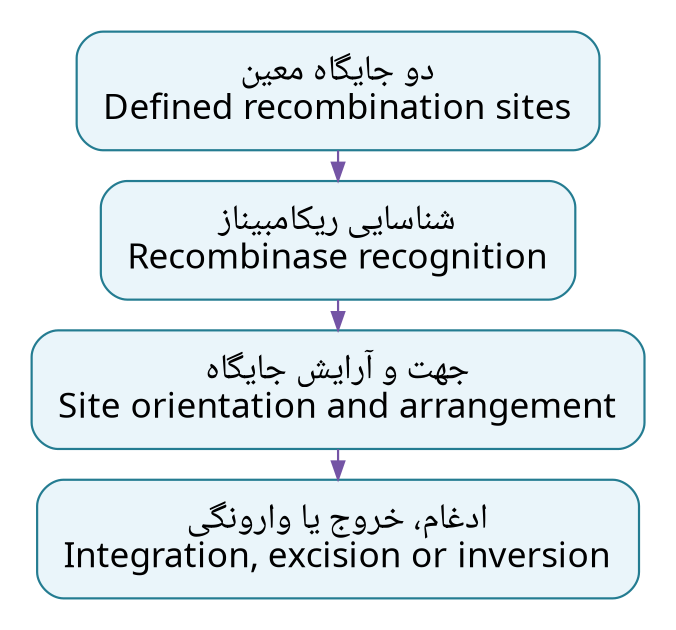 دو جایگاه معین
Defined recombination sites
شناسایی ریکامبیناز
Recombinase recognition
جهت و آرایش جایگاه
Site orientation and arrangement
ادغام، خروج یا وارونگی
Integration, excision or inversion